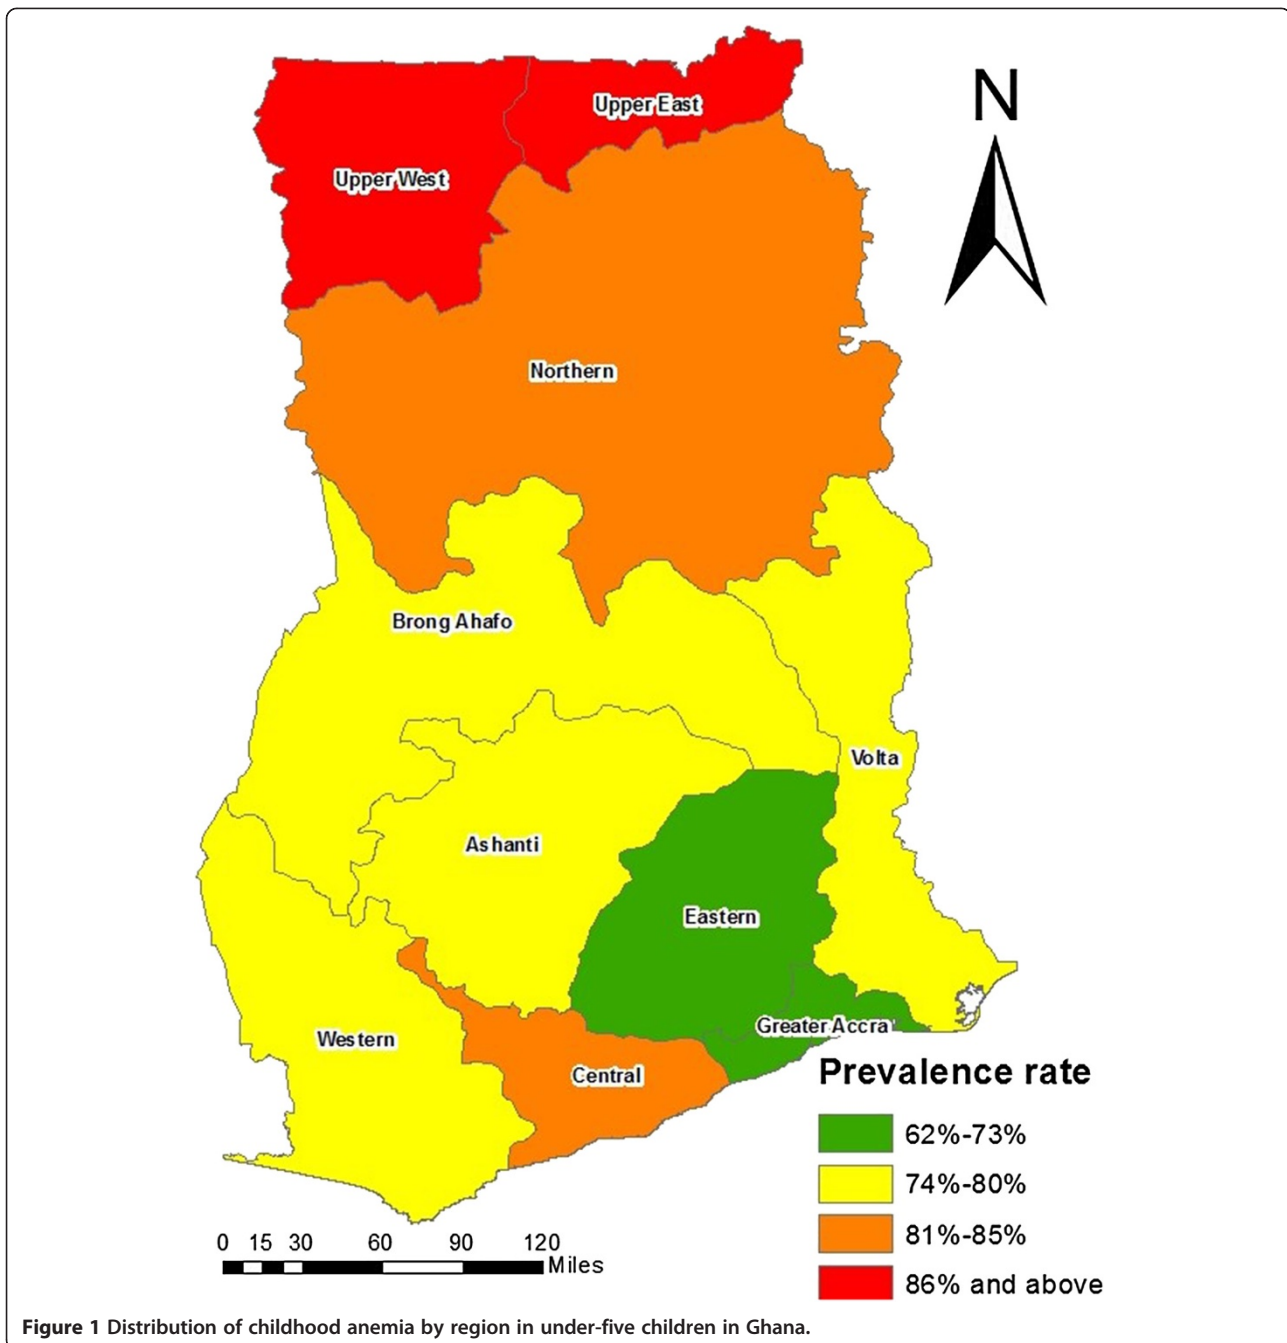 N
Upper East
Upper West
Northern
Brong Ahafo
Volta
Ashanti
Eastern
Greater Accra
Western
Central
Prevalence rate
62%-73%
74%-80%
81%-85%
86% and above
0 15 30 60 90 120
Miles
Figure 1 Distribution of childhood anemia by region in under-five children in Ghana.